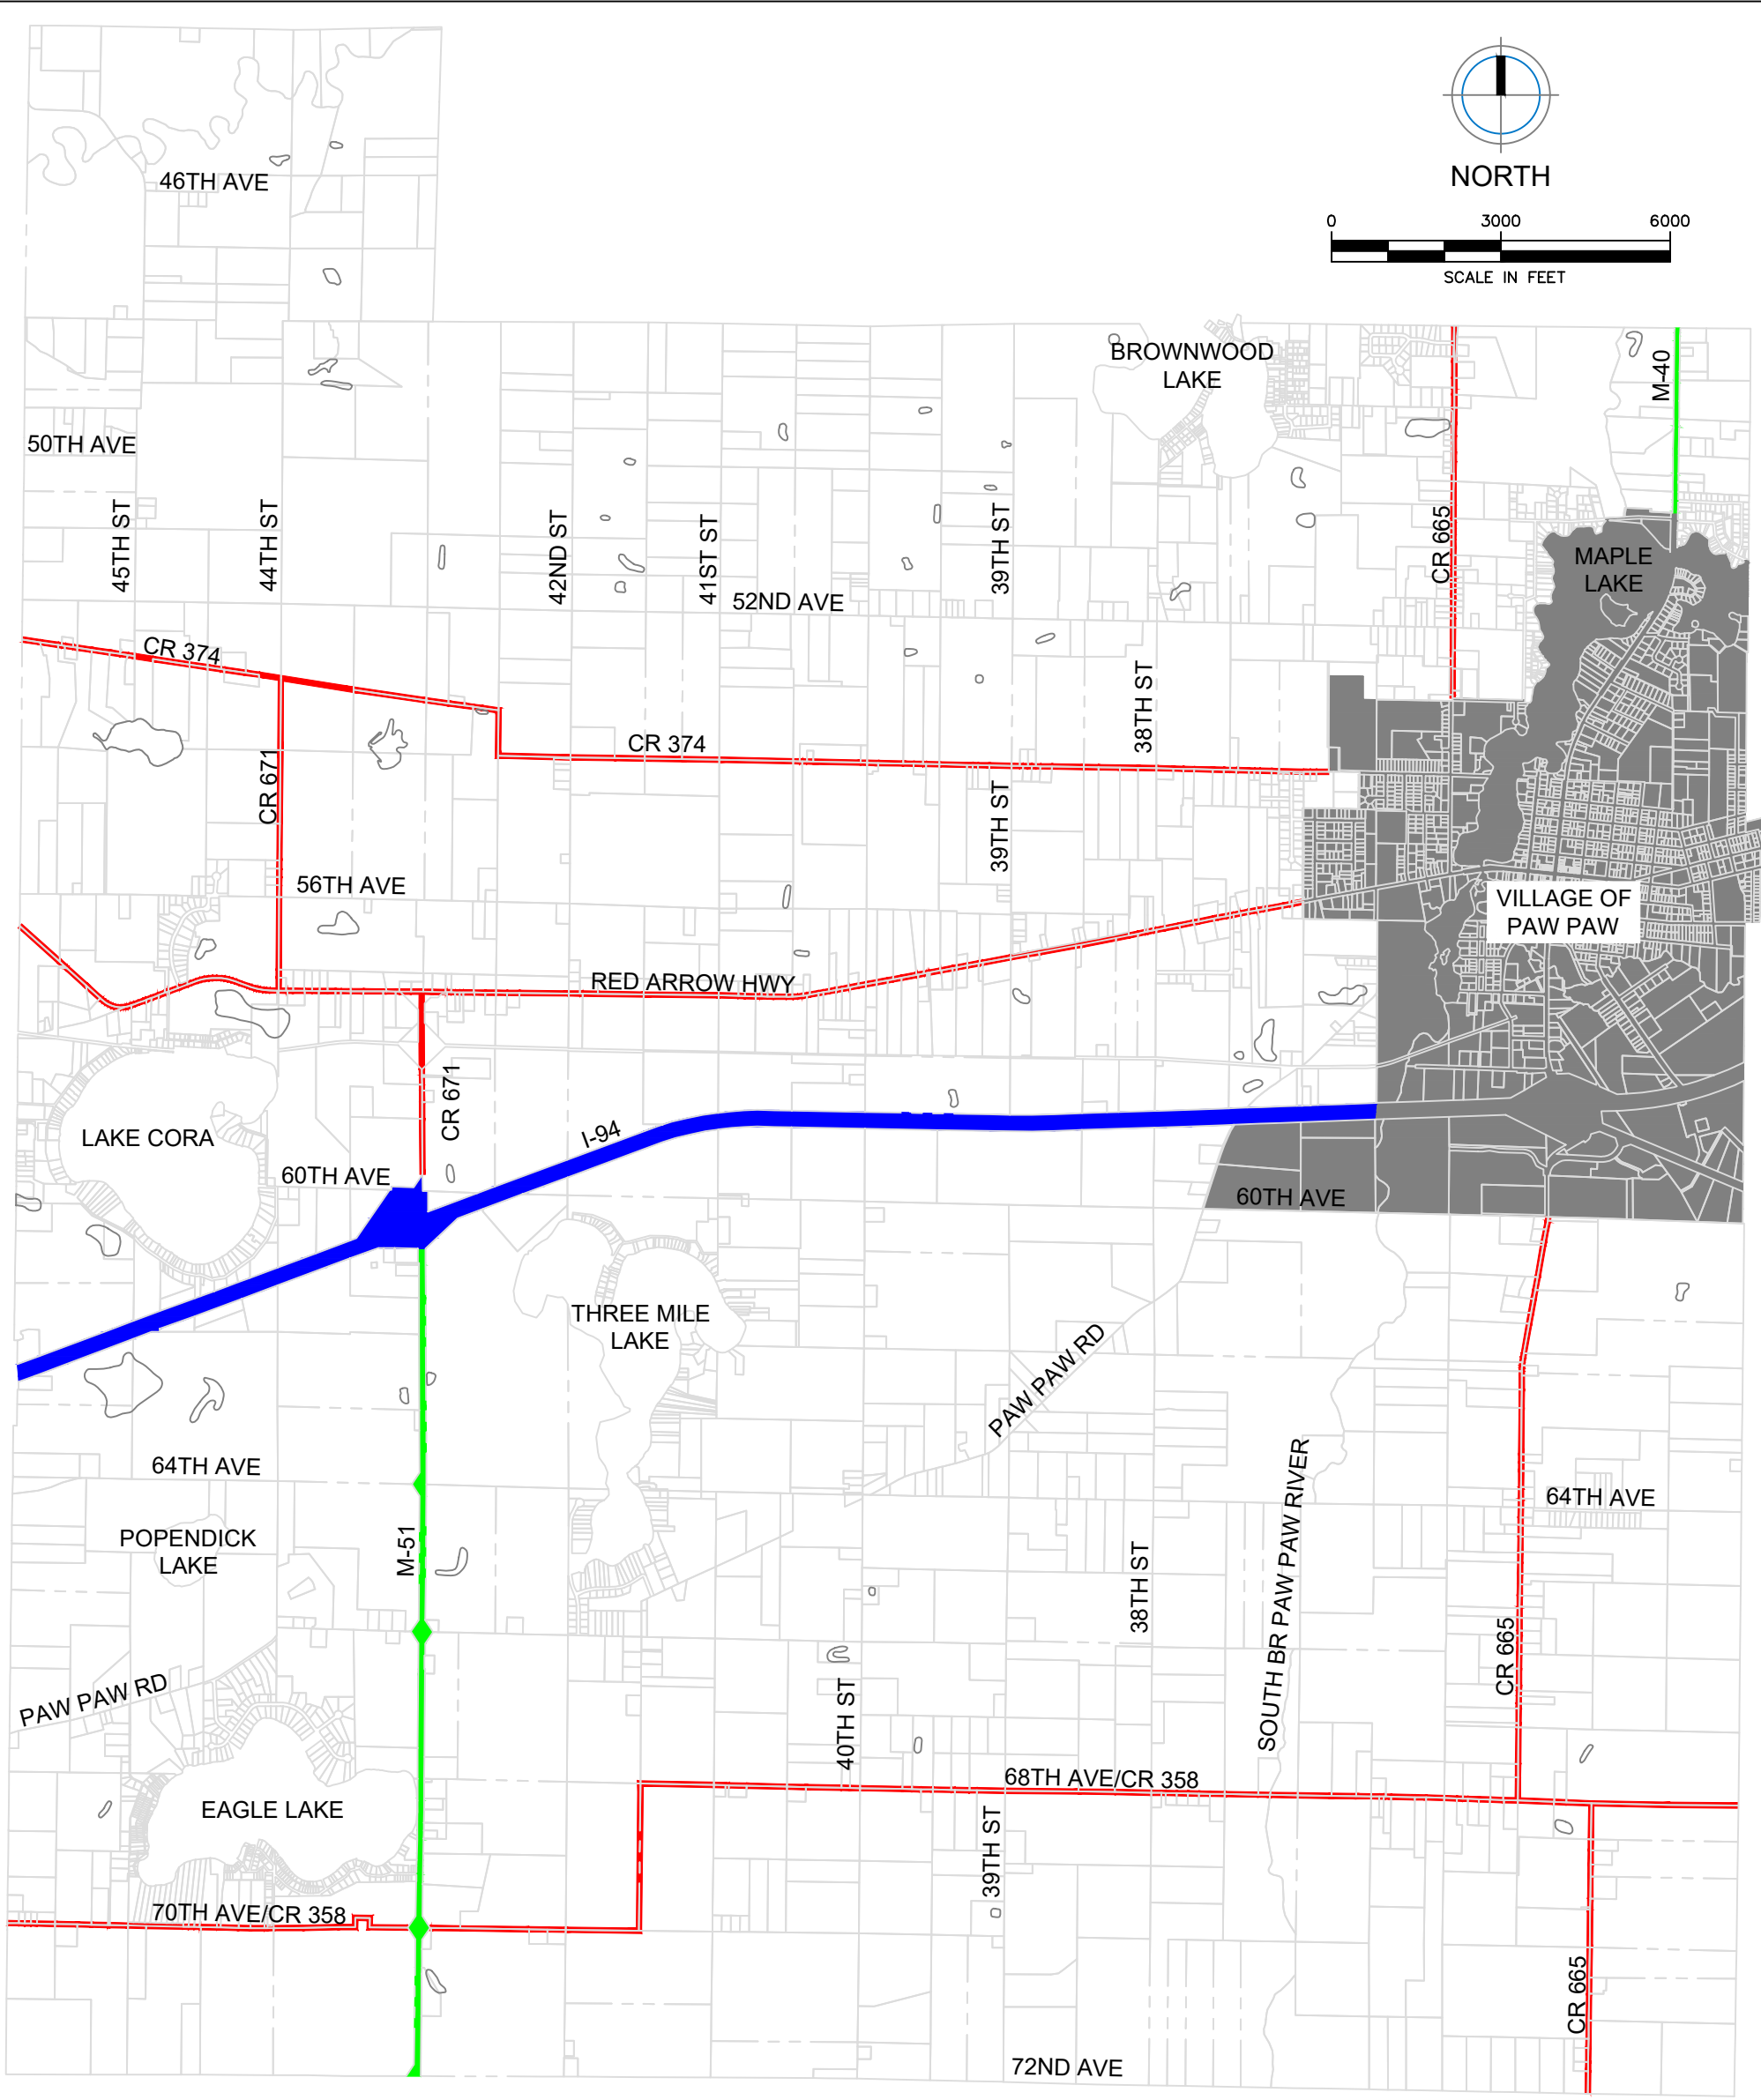 NORTH
0 3000 6000
SCALE IN FEET
46TH AVE
BROWNWOOD
LAKE
M-40
50TH AVE
45TH ST
44TH ST
42ND ST
41ST ST
39TH ST
CR 665
MAPLE
LAKE
52ND AVE
CR 374
38TH ST
CR 374
CR 671
39TH ST
56TH AVE
VILLAGE OF
PAW PAW
RED ARROW HWY
CR 671
LAKE CORA
I-94
60TH AVE
60TH AVE
THREE MILE
LAKE
PAW PAW RD
64TH AVE
64TH AVE
POPENDICK
LAKE
M-51
38TH ST
SOUTH BR PAW PAW RIVER
CR 665
PAW PAW RD
40TH ST
68TH AVE/CR 358
EAGLE LAKE
39TH ST
70TH AVE/CR 358
CR 665
72ND AVE